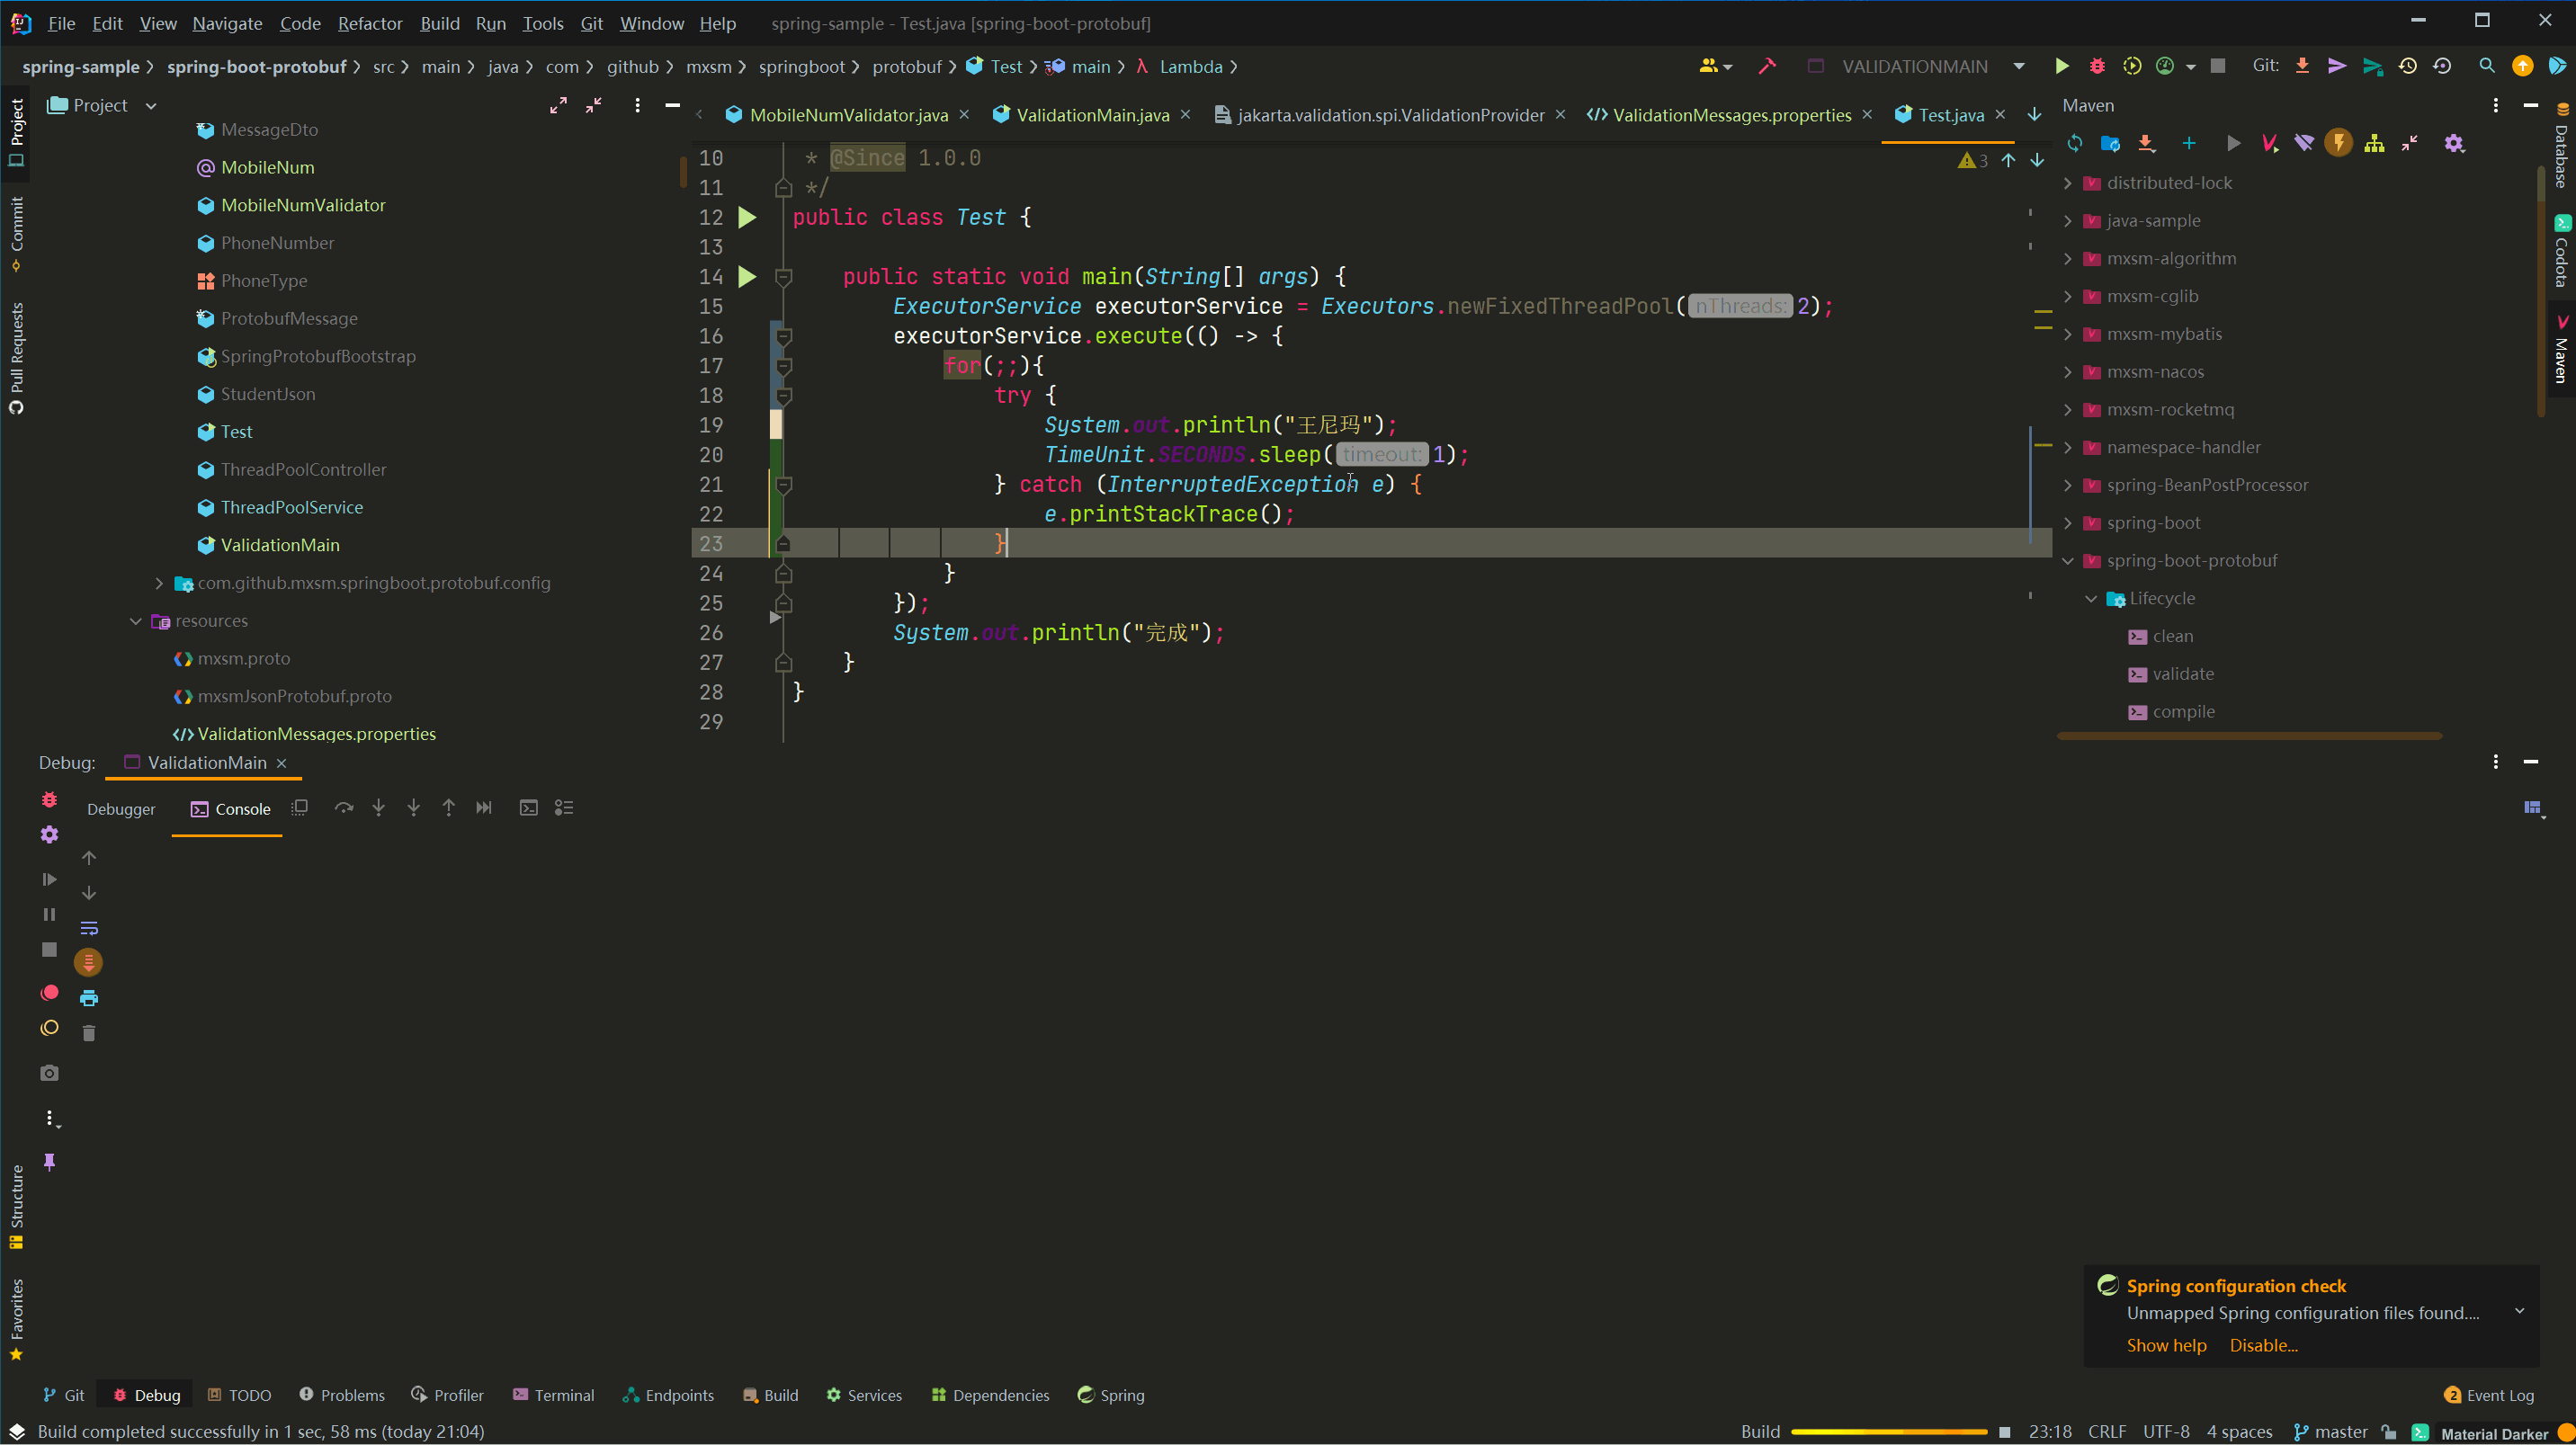 File Edit View Navigate Code Refactor Build Run Tools Git Window Help spring-sample - Test.java [spring-boot-protobuf]
spring-sample spring-boot-protobuf src main java com github mxsm springboot protobuf Test main λ Lambda VALIDATIONMAIN Git:
Project
MessageDto
MobileNum
MobileNumValidator
PhoneNumber
PhoneType
ProtobufMessage
SpringProtobufBootstrap
StudentJson
Test
ThreadPoolController
ThreadPoolService
ValidationMain
com.github.mxsm.springboot.protobuf.config
resources
mxsm.proto
mxsmJsonProtobuf.proto
ValidationMessages.properties
Project
Commit
Pull Requests
Structure
Favorites
MobileNumValidator.java ValidationMain.java jakarta.validation.spi.ValidationProvider ValidationMessages.properties Test.java
3
10 * @Since 1.0.0
11 */
12 public class Test {
13
14 public static void main(String[] args) {
15 ExecutorService executorService = Executors.newFixedThreadPool( nThreads: 2);
16 executorService.execute(() -> {
17 for(;;){
18 try {
19 System.out.println("王尼玛");
20 TimeUnit.SECONDS.sleep( timeout: 1);
21 } catch (InterruptedException e) {
22 e.printStackTrace();
23 }
24 }
25 });
26 System.out.println("完成");
27 }
28 }
29
Maven
distributed-lock
java-sample
mxsm-algorithm
mxsm-cglib
mxsm-mybatis
mxsm-nacos
mxsm-rocketmq
namespace-handler
spring-BeanPostProcessor
spring-boot
spring-boot-protobuf
Lifecycle
clean
validate
compile
Database
Codota
Maven
Debug: ValidationMain
Debugger Console
Spring configuration check
Unmapped Spring configuration files found....
Show help Disable...
Git Debug TODO Problems Profiler Terminal Endpoints Build Services Dependencies Spring 2 Event Log
Build completed successfully in 1 sec, 58 ms (today 21:04) Build 23:18 CRLF UTF-8 4 spaces master Material Darker